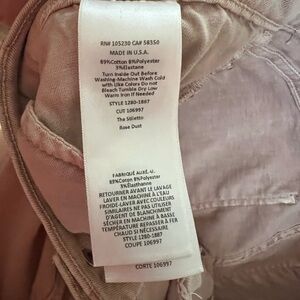 RN# 105230 CA# 58350
MADE IN U.S.A.
89%Cotton 8%Polyester
3%Elastane
Turn Inside Out Before
Washing-Machine Wash Cold
with Like Colors Do not
Bleach Tumble Dry Low
Warm Iron If Needed
STYLE 1280-1887
CUT 106997
The Stiletto
Rose Dust
FABRIQUÉ AUX É.-U.
89%Coton 8%Polyester
3%Élasthanne
RETOURNER AVANT LE LAVAGE
LAVER EN MACHINE À L'EAU
FROIDE-LAVER AVEC COULEURS
SIMILAIRES NE PAS UTILISER
D'AGENT DE BLANCHIMENT
SÉCHER EN MACHINE À BASSE
TEMPÉRATURE REPASSER À FER
CHAUD SI NÉCESSAIRE
STYLE 1280-1887
COUPE 106997
CORTE 106997